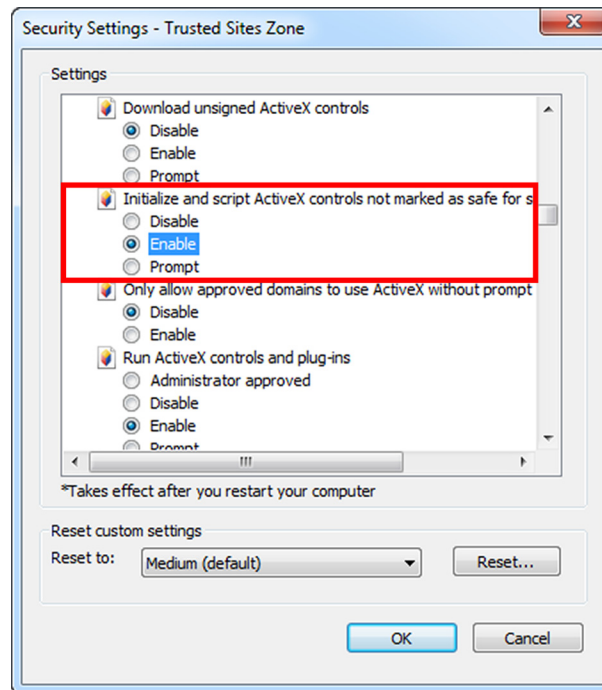 Security Settings - Trusted Sites Zone
Settings
Download unsigned ActiveX controls
Disable
Enable
Prompt
Initialize and script ActiveX controls not marked as safe for s
Disable
Enable
Prompt
Only allow approved domains to use ActiveX without prompt
Disable
Enable
Run ActiveX controls and plug-ins
Administrator approved
Disable
Enable
Prompt
*Takes effect after you restart your computer
Reset custom settings
Reset to: Medium (default) Reset...
OK Cancel